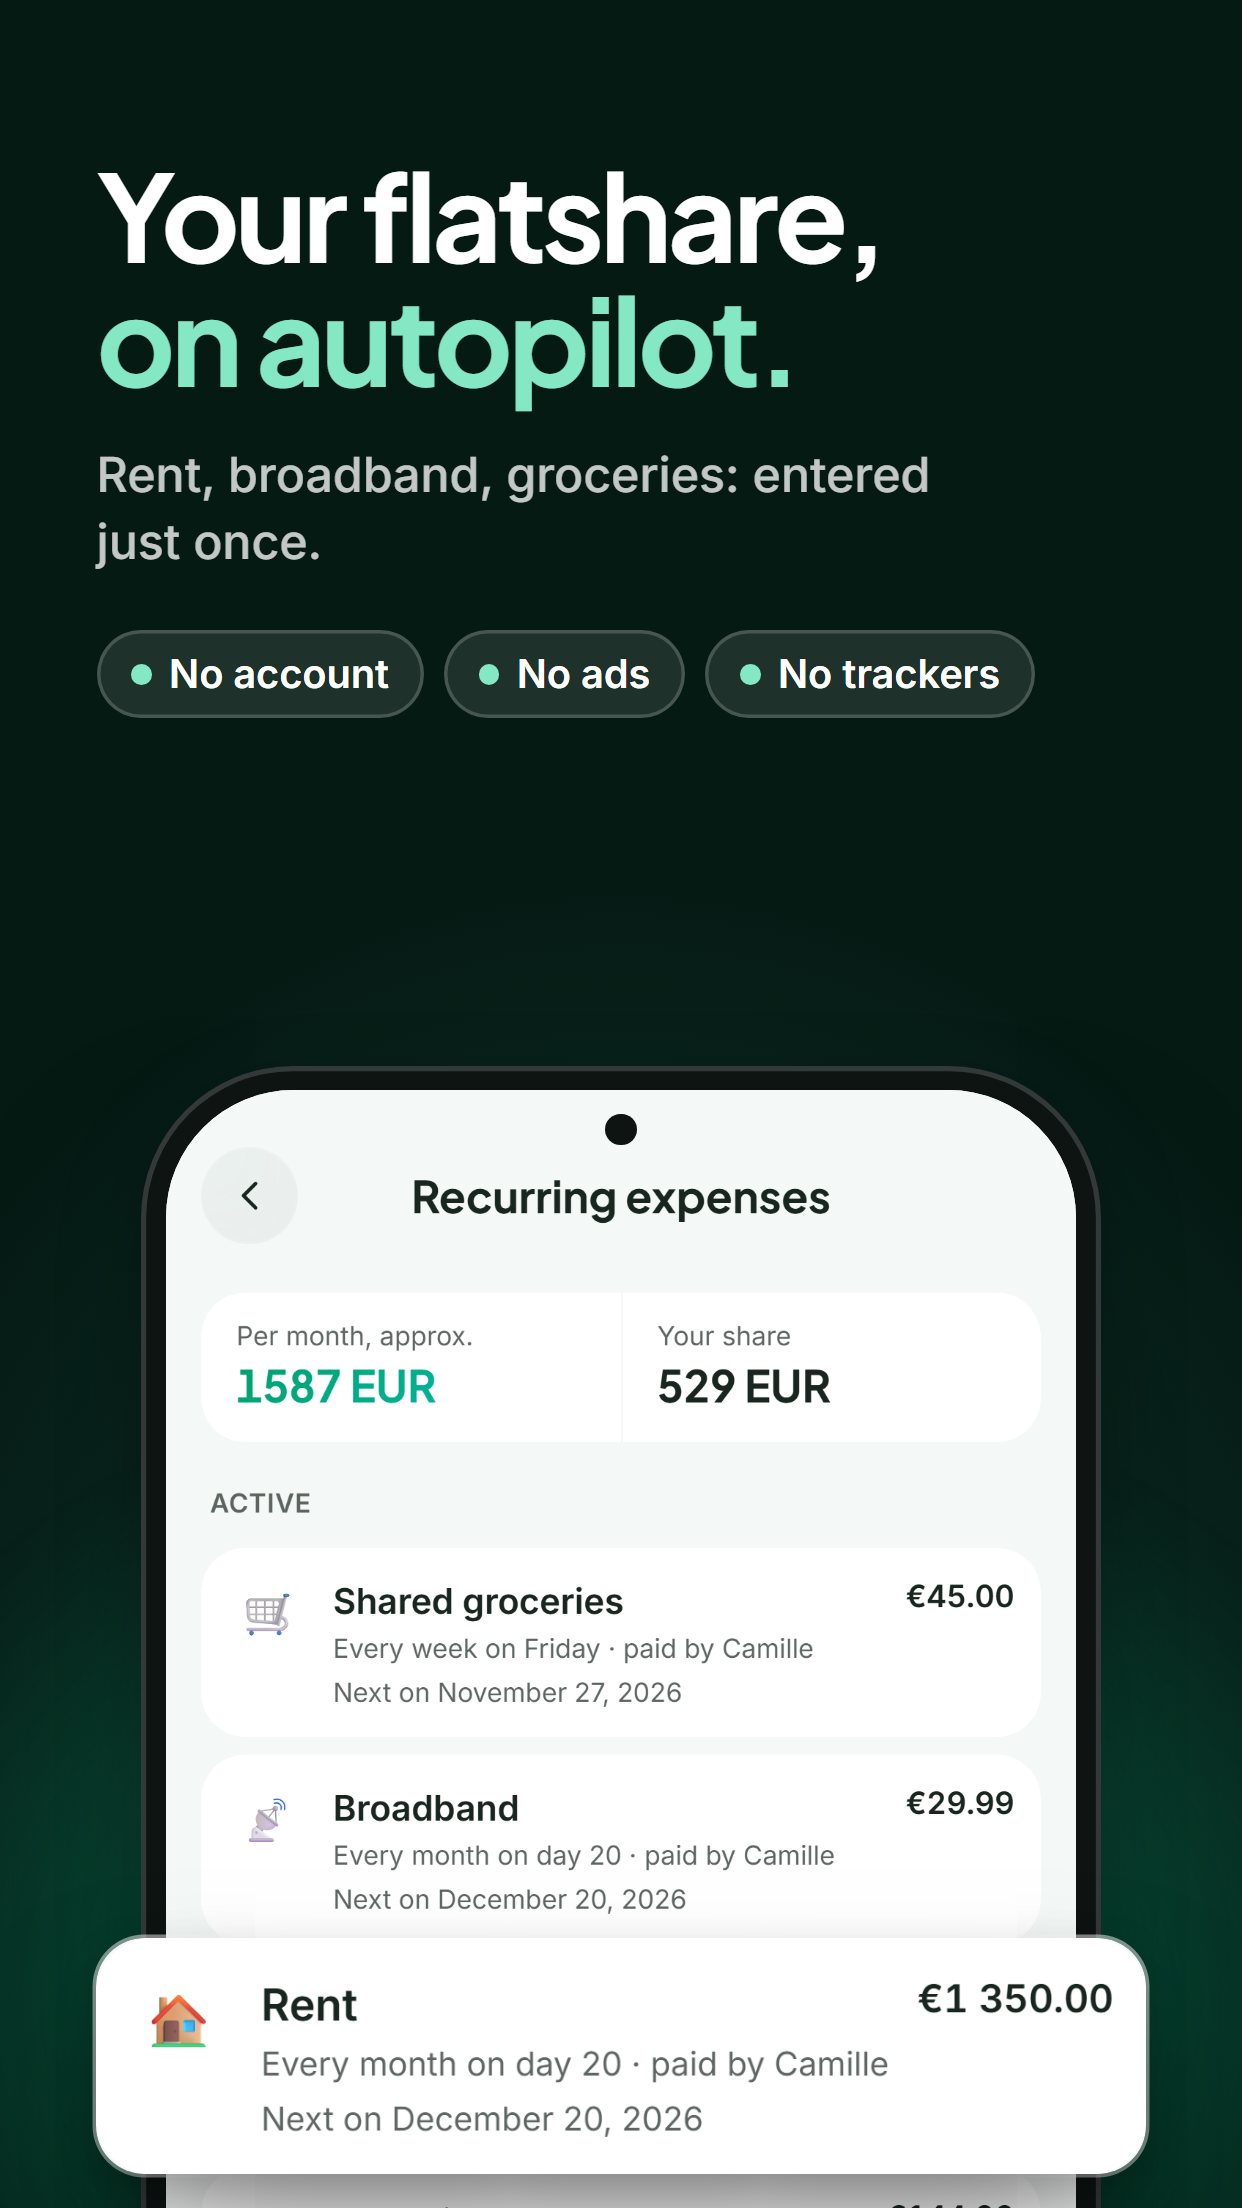 Your flatshare,
on autopilot.
Rent, broadband, groceries: entered
just once.
No account
No ads
No trackers
Recurring expenses
Per month, approx.
1587 EUR
Your share
529 EUR
ACTIVE
Shared groceries
€45.00
Every week on Friday · paid by Camille
Next on November 27, 2026
Broadband
€29.99
Every month on day 20 · paid by Camille
Next on December 20, 2026
Rent
€1 350.00
Every month on day 20 · paid by Camille
Next on December 20, 2026